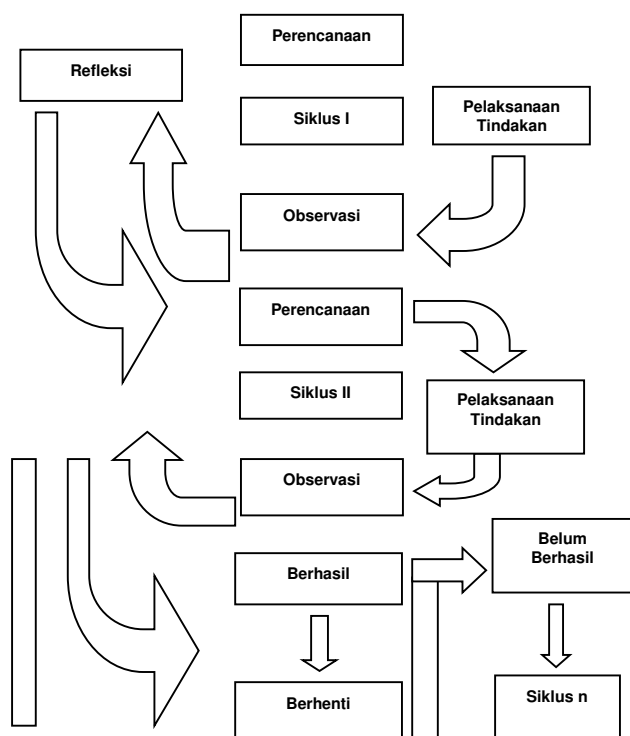 Perencanaan
Refleksi
Siklus I
Pelaksanaan
Tindakan
Observasi
Perencanaan
Siklus II
Pelaksanaan
Tindakan
Observasi
Belum
Berhasil
Berhasil
Berhenti
Siklus n